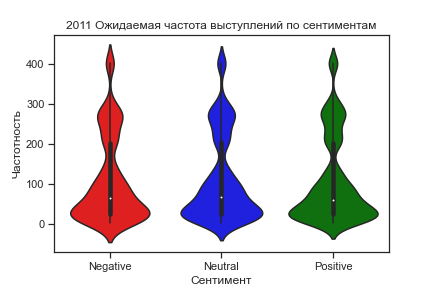 2011 Ожидаемая частота выступлений по сентиментам
Частотность
400
300
200
100
0
Negative Neutral Positive
Сентимент